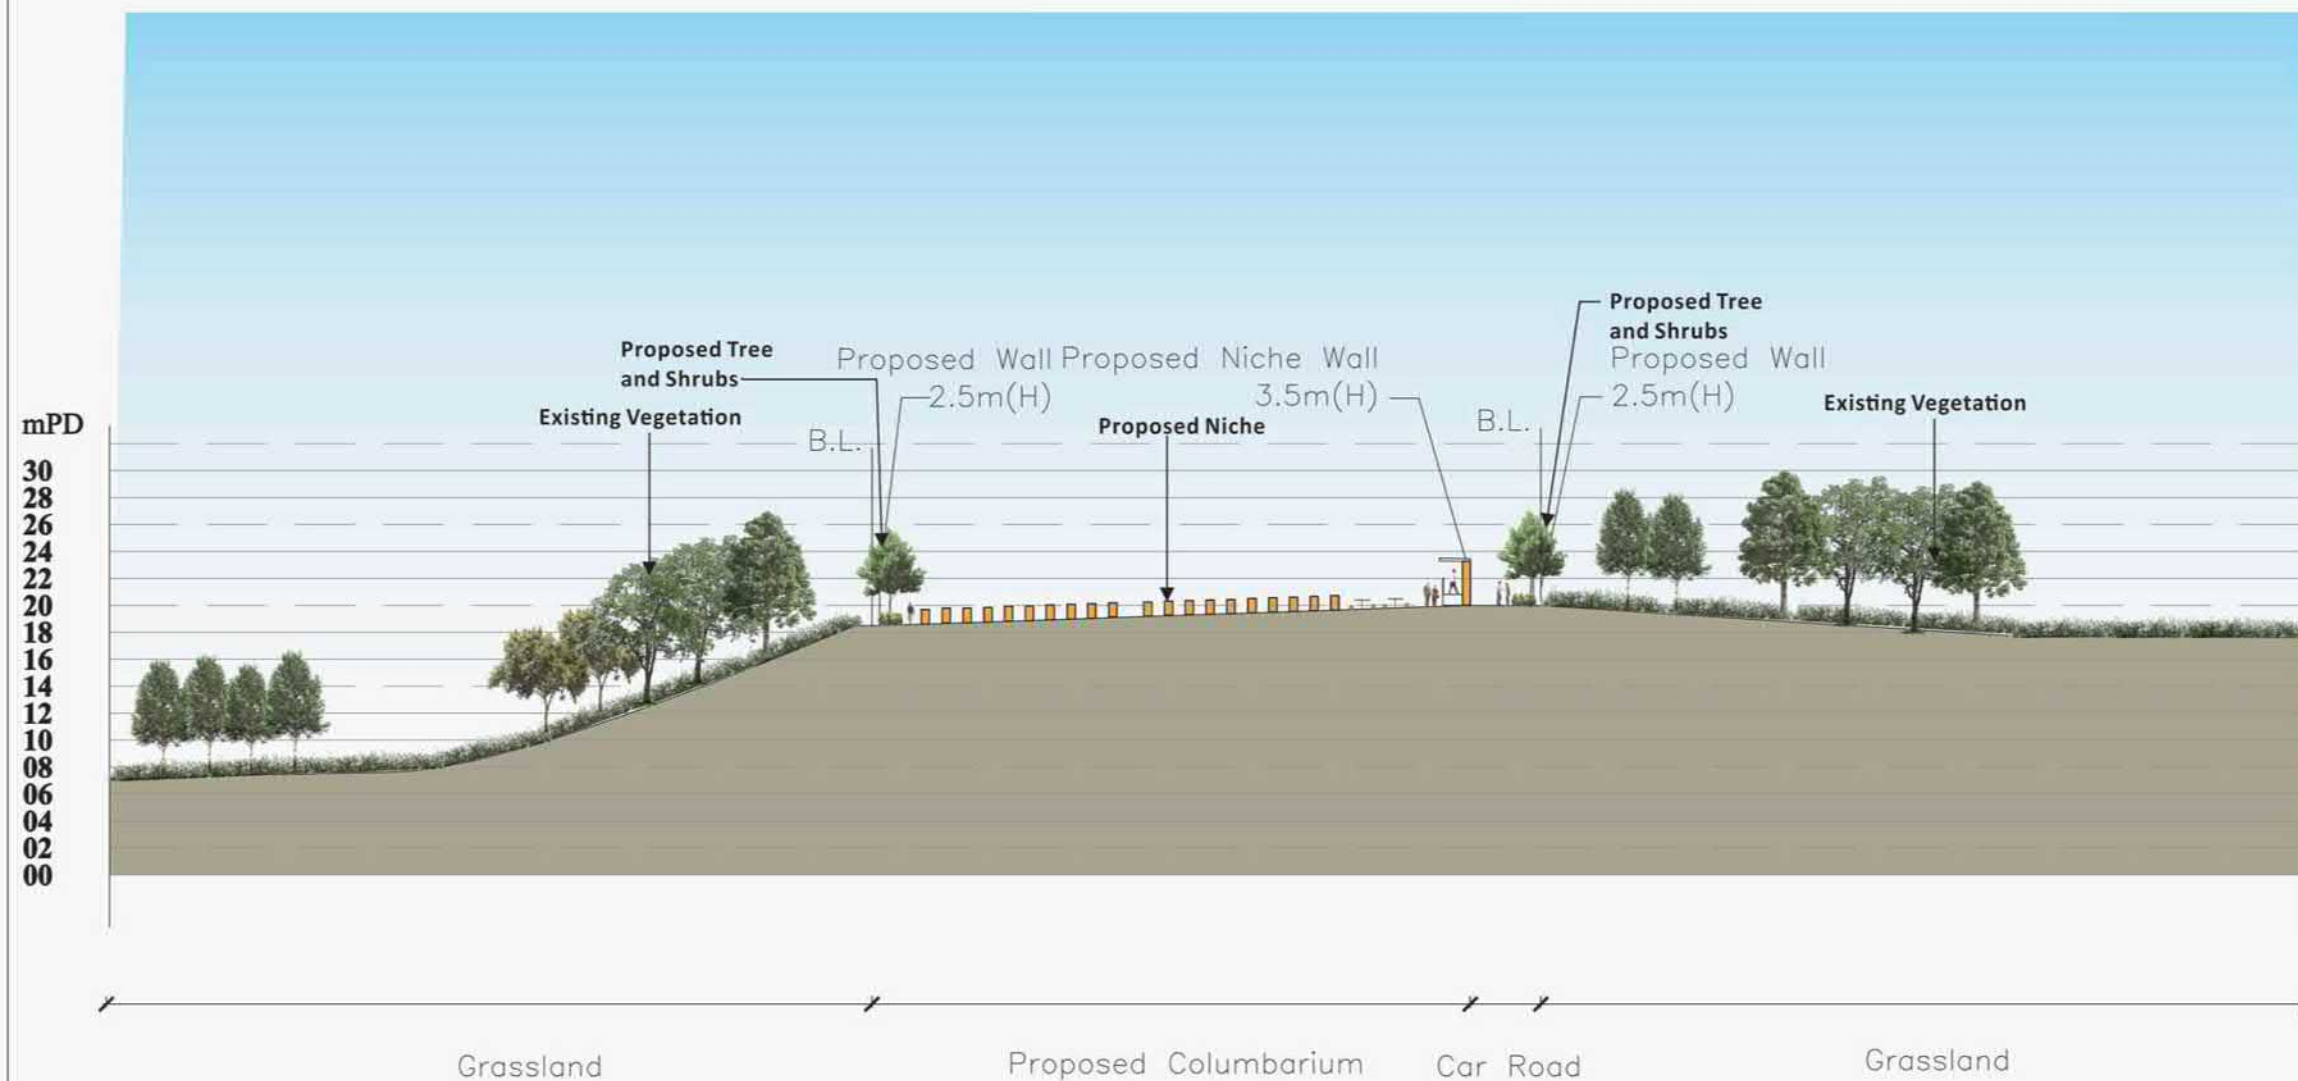 Proposed Tree
and Shrubs
Proposed Tree
and Shrubs
Proposed Wall
2.5m(H)
Proposed Niche Wall
3.5m(H)
Proposed Wall
2.5m(H)
Existing Vegetation
Existing Vegetation
Proposed Niche
B.L.
B.L.
mPD
30
28
26
24
22
20
18
16
14
12
10
08
06
04
02
00
Grassland
Proposed Columbarium
Car Road
Grassland